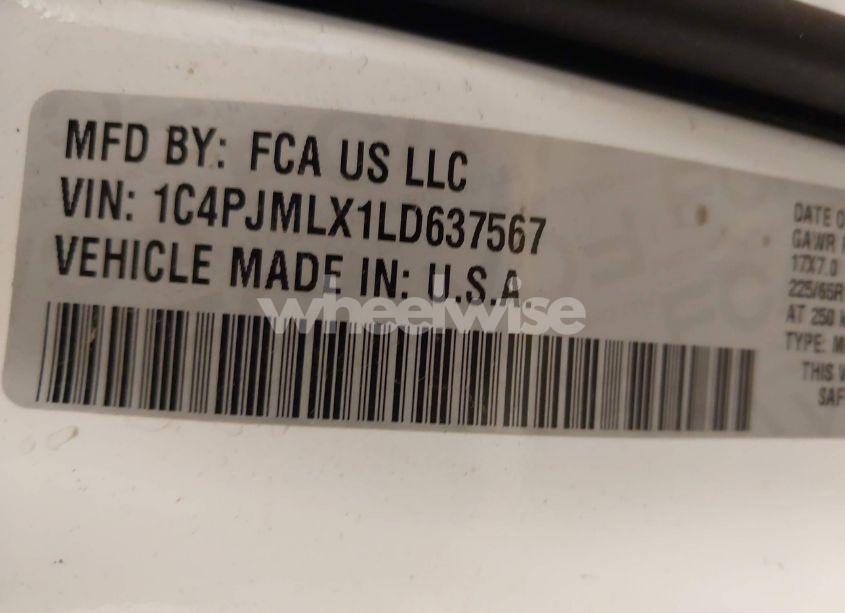 MFD BY: FCA US LLC
VIN: 1C4PJMLX1LD637567
VEHICLE MADE IN: U.S.A.
wheelwise
DATE O
GAWR
17X7.0
225/65R
AT 250
TYPE: M
THIS
SAF